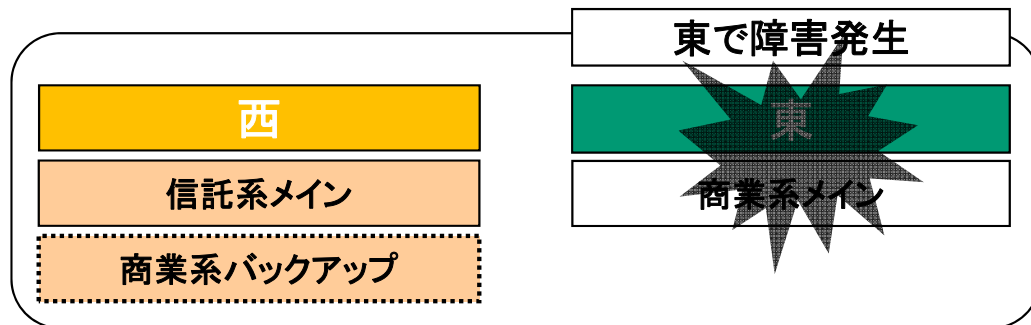 東で障害発生
西
東
信託系メイン
商業系メイン
商業系バックアップ